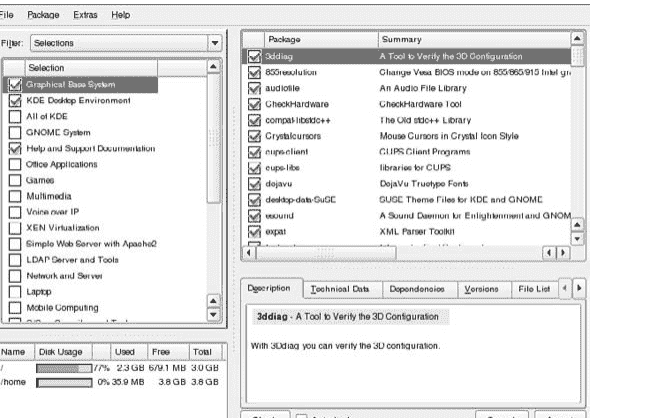 File Package Extras Help
Filter: Selections
Selection
Graphical Base System
KDE Desktop Environment
All of KDE
GNOME System
Help and Support Documentation
Office Applications
Games
Multimedia
Voice over IP
XEN Virtualization
Simple Web Server with Apache2
LDAP Server and Tools
Network and Server
Laptop
Mobile Computing
Name Disk Usage Used Free Total
/ 77% 2.3 GB 679.1 MB 3.0 GB
/home 0% 35.9 MB 3.8 GB 3.8 GB
Package Summary
3ddiag A Tool to Verify the 3D Configuration
855resolution Change Vesa BIOS mode on 855/865/915 Intel gra
audiofile An Audio File Library
CheckHardware CheckHardware Tool
compat-libstdc++ The Old stdc++ Library
Crystalcursors Mouse Cursors in Crystal Icon Style
cups-client CUPS Client Programs
cups-libs libraries for CUPS
dejavu DejaVu Truetype Fonts
desktop-data-SuSE SUSE Theme Files for KDE and GNOME
esound A Sound Daemon for Enlightenment and GNOM
expat XML Parser Toolkit
Description Technical Data Dependencies Versions File List
3ddiag - A Tool to Verify the 3D Configuration
With 3Ddiag you can verify the 3D configuration.